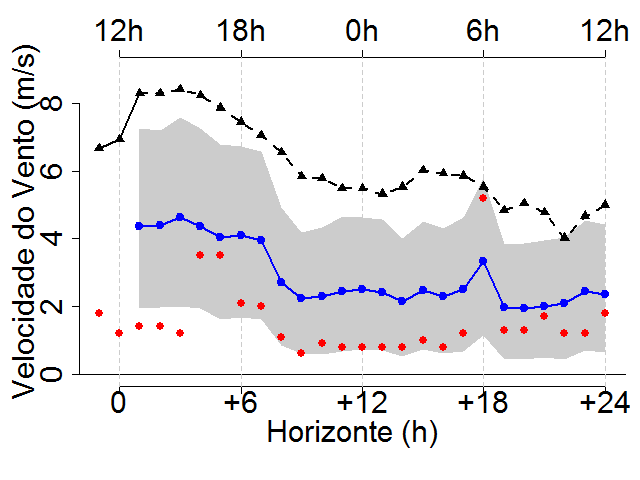 12h 18h 0h 6h 12h
Velocidade do Vento (m/s)
8
6
4
2
0
0 +6 +12 +18 +24
Horizonte (h)